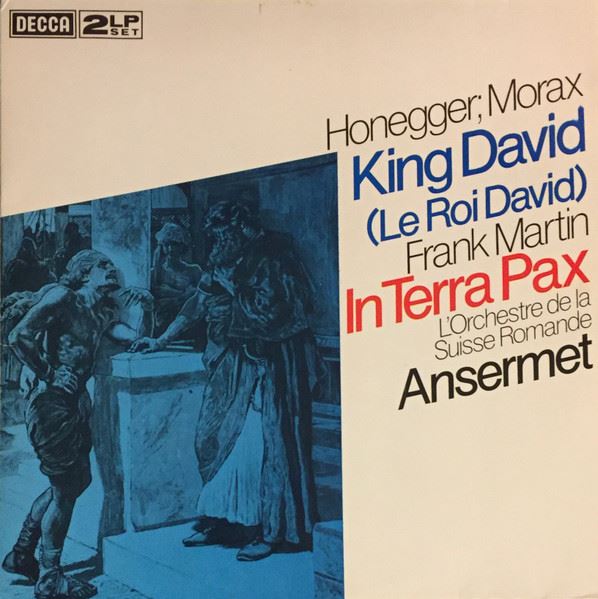 DECCA 2LP SET
Honegger; Morax
King David
(Le Roi David)
Frank Martin
In Terra Pax
L'Orchestre de la
Suisse Romande
Ansermet